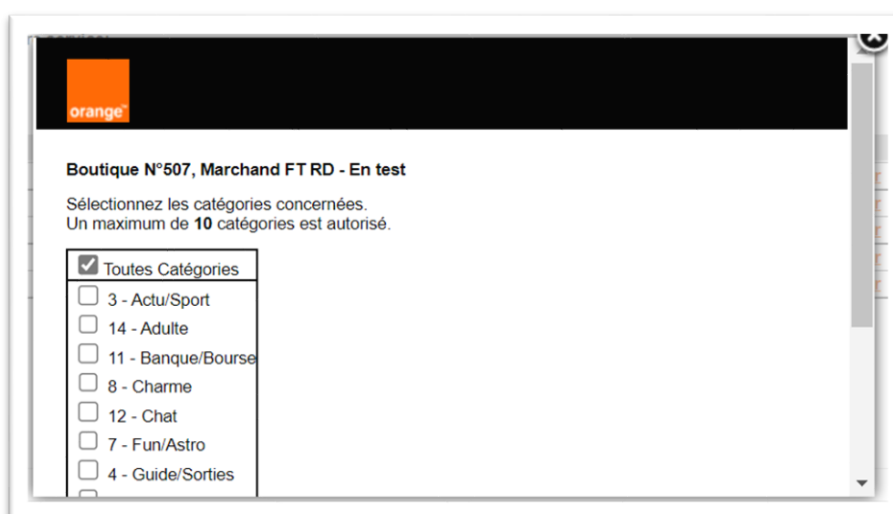 orange™
Boutique N°507, Marchand FT RD - En test
Sélectionnez les catégories concernées.
Un maximum de 10 catégories est autorisé.
Toutes Catégories
3 - Actu/Sport
14 - Adulte
11 - Banque/Bourse
8 - Charme
12 - Chat
7 - Fun/Astro
4 - Guide/Sorties